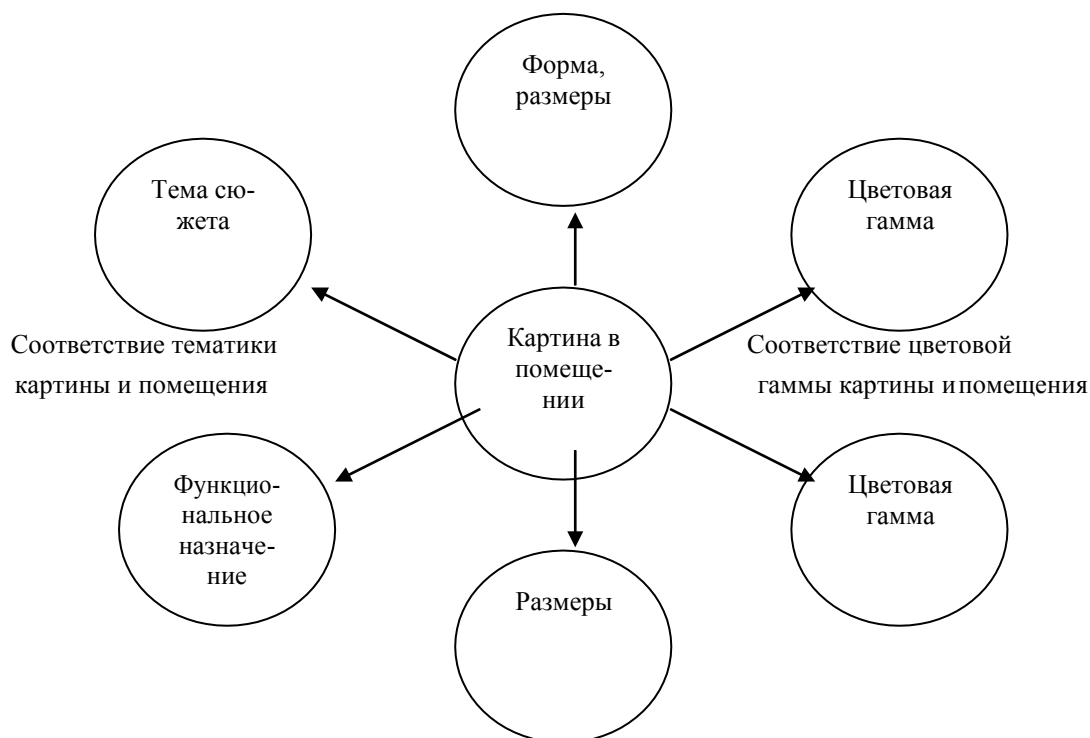 Форма,
размеры
Тема сю-
жета
Цветовая
гамма
Соответствие тематики
картины и помещения
Картина в
помеще-
нии
Соответствие цветовой
гаммы картины и помещения
Функцио-
нальное
назначе-
ние
Размеры
Цветовая
гамма